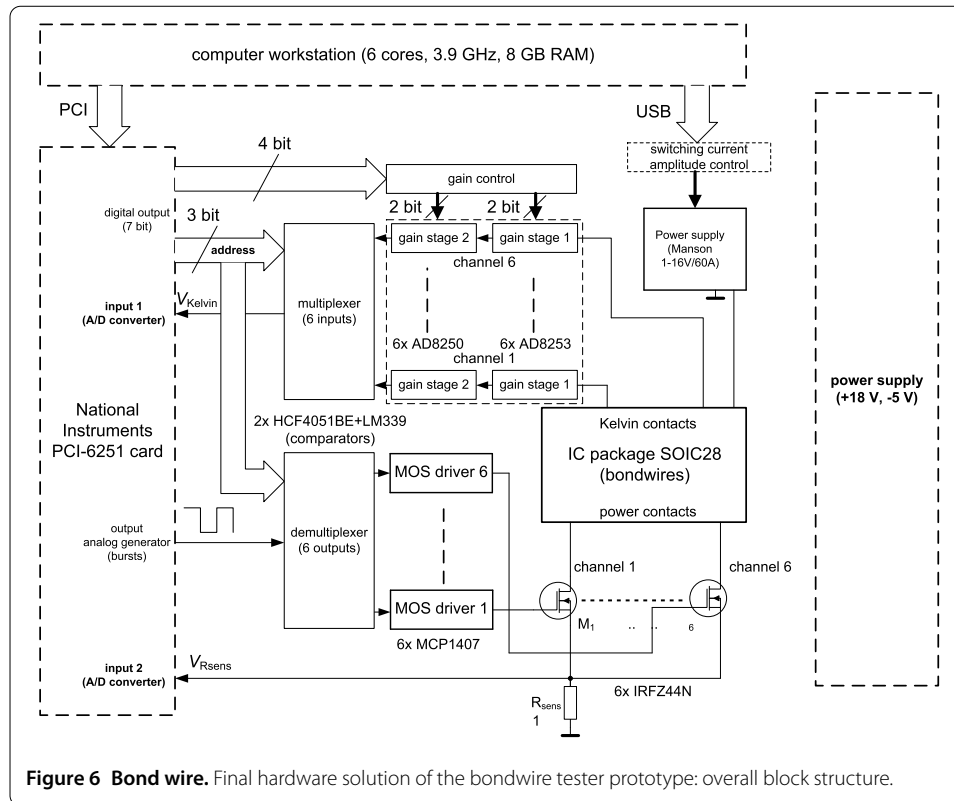 computer workstation (6 cores, 3.9 GHz, 8 GB RAM)
PCI
USB
switching current
amplitude control
4 bit
gain control
digital output
(7 bit)
3 bit
2 bit
2 bit
Power supply
(Manson
1-16V/60A)
address
gain stage 2
gain stage 1
channel 6
input 1
(A/D converter)
VKelvin
multiplexer
(6 inputs)
6x AD8250
6x AD8253
channel 1
gain stage 2
gain stage 1
power supply
(+18 V, -5 V)
National
Instruments
PCI-6251 card
2x HCF4051BE+LM339
(comparators)
Kelvin contacts
IC package SOIC28
(bondwires)
power contacts
MOS driver 6
output
analog generator
(bursts)
demultiplexer
(6 outputs)
channel 1
channel 6
MOS driver 1
M1
.. ..
6
6x MCP1407
input 2
(A/D converter)
VRsens
6x IRFZ44N
Rsens
1
Figure 6 Bond wire. Final hardware solution of the bondwire tester prototype: overall block structure.